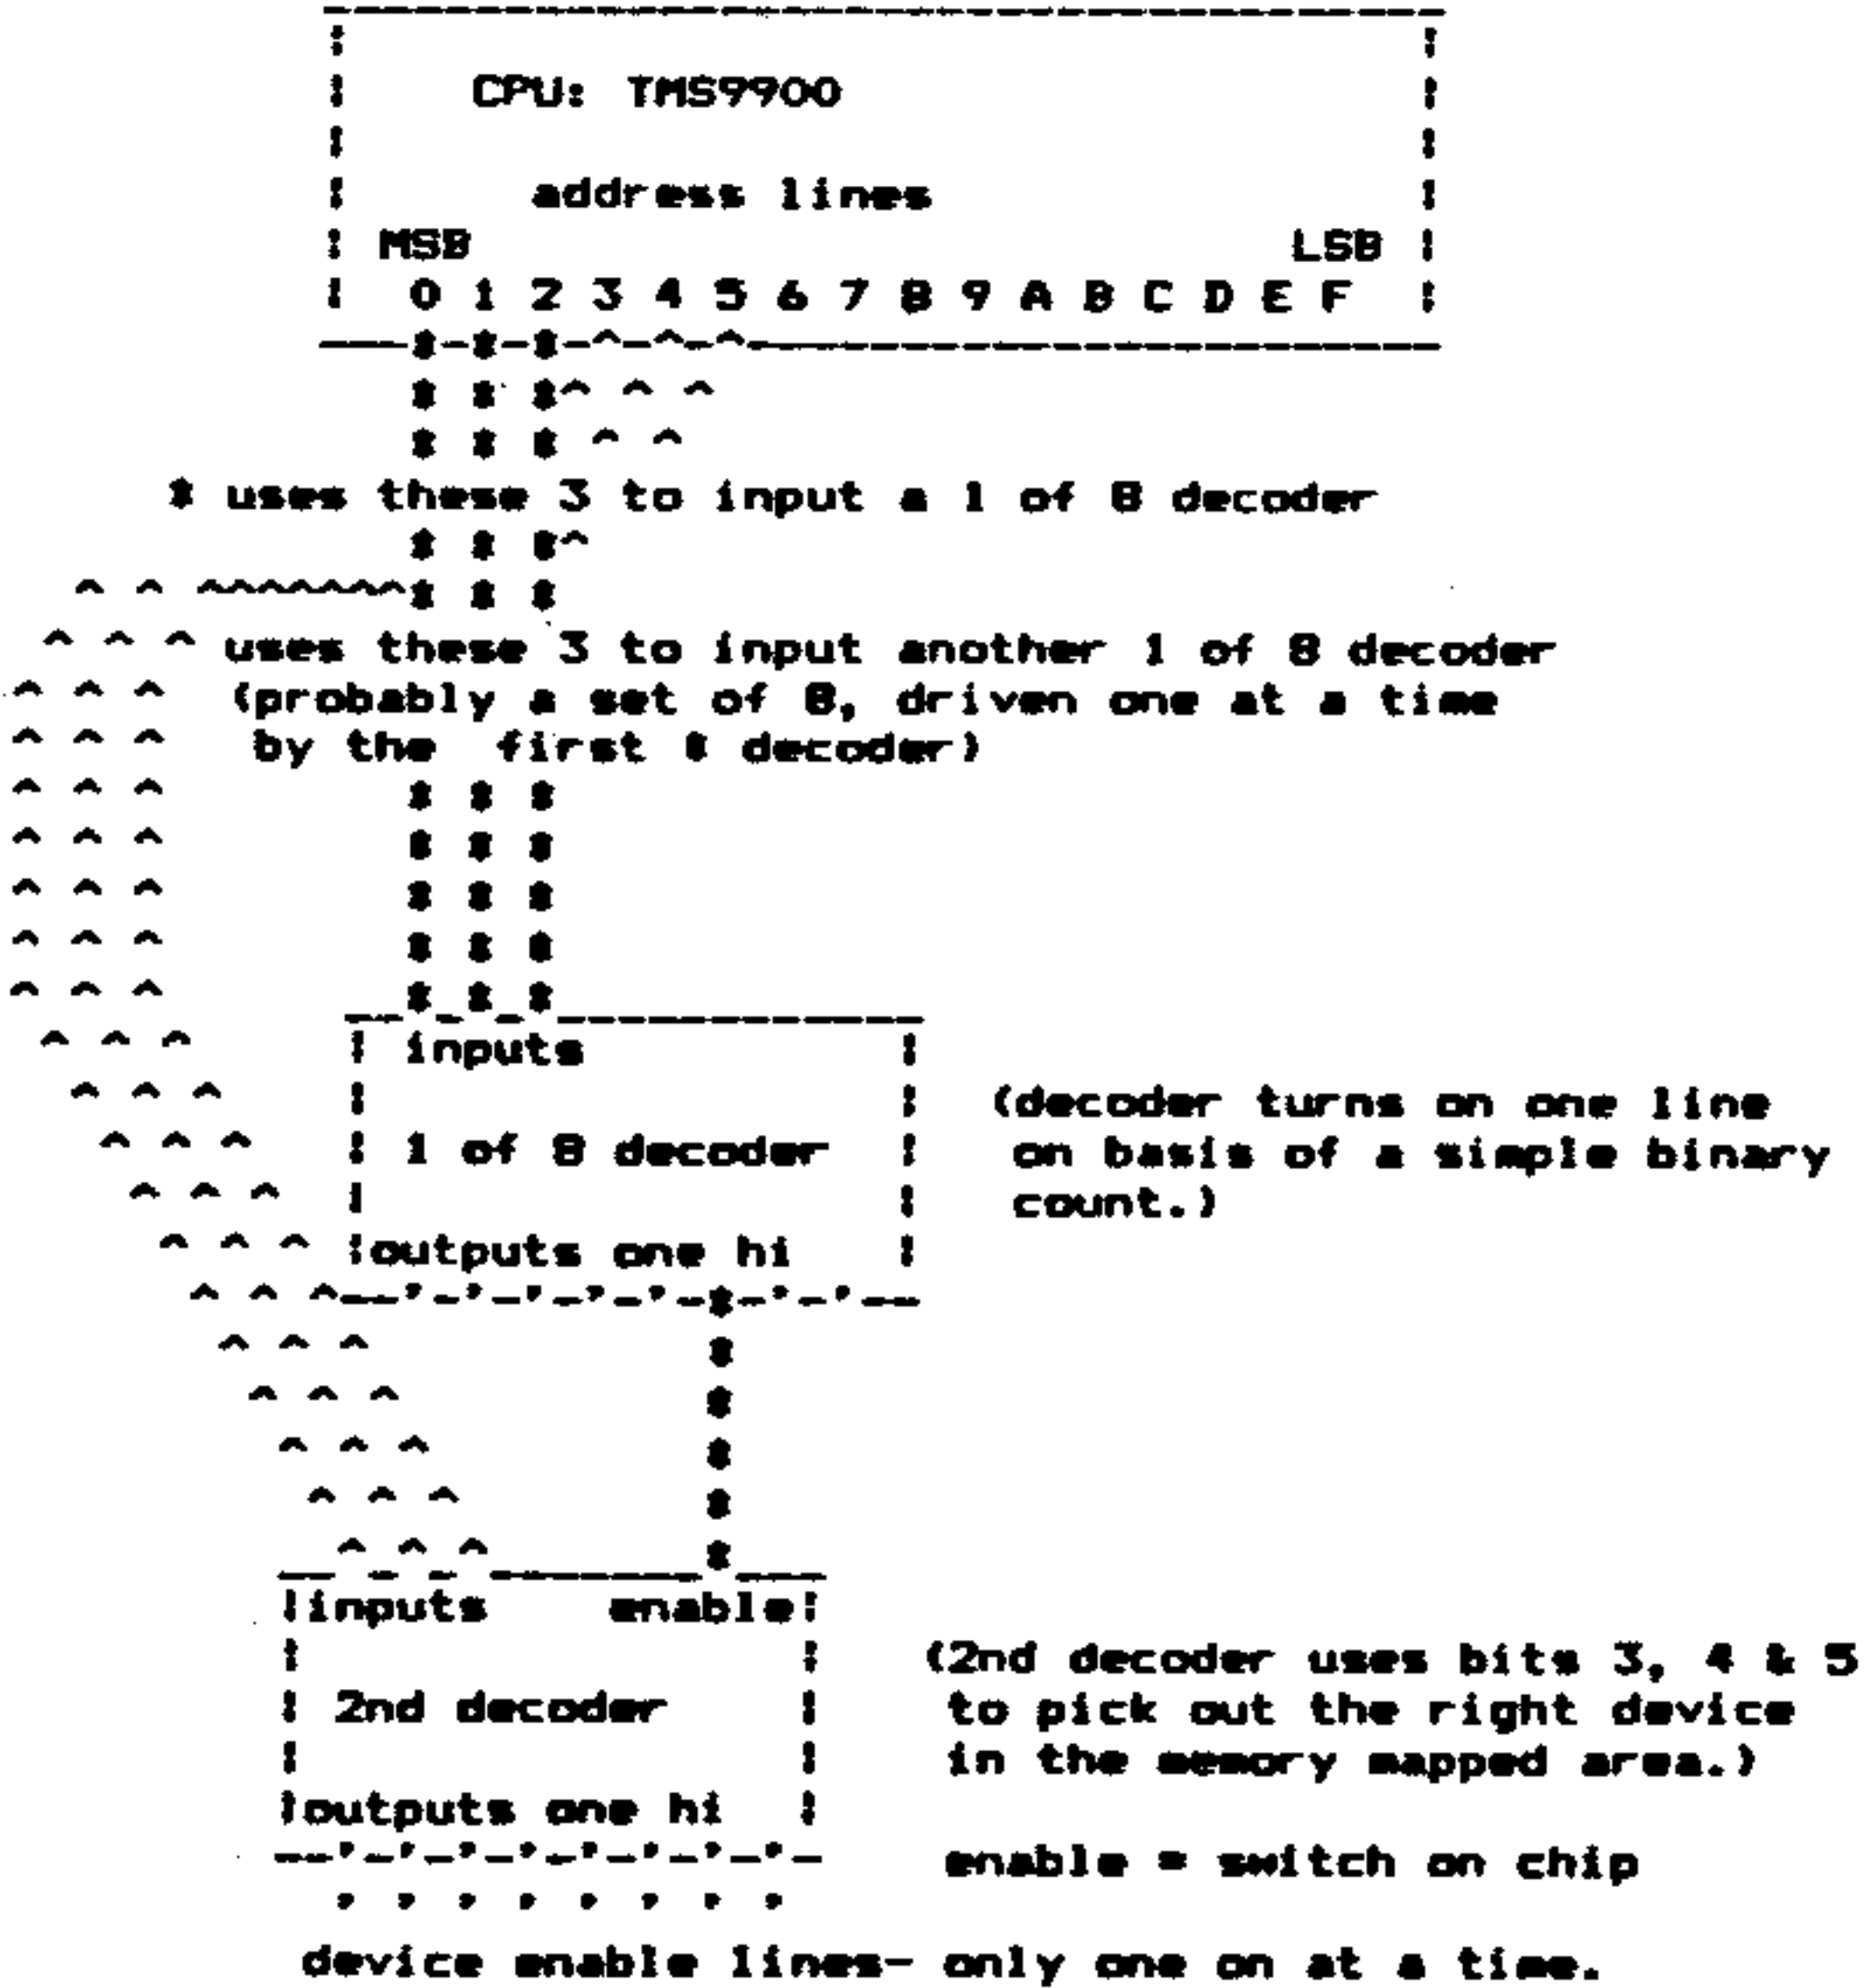 CPU: TMS9900
address lines
MSB LSB
0 1 2 3 4 5 6 7 8 9 A B C D E F
# uses these 3 to input a 1 of 8 decoder
^ ^ ^ uses these 3 to input another 1 of 8 decoder
(probably a set of 8, driven one at a time
by the first # decoder)
inputs
(decoder turns on one line
1 of 8 decoder on basis of a simple binary
count.)
outputs one hi
inputs enable
(2nd decoder uses bits 3, 4 & 5
2nd decoder to pick out the right device
in the memory mapped area.)
outputs one hi
enable = switch on chip
device enable lines- only one on at a time.